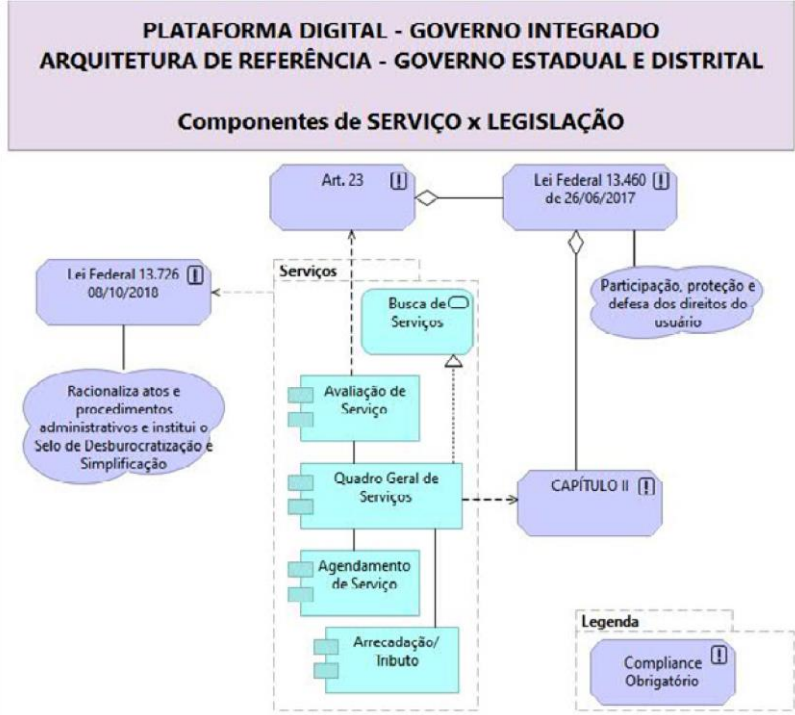 PLATAFORMA DIGITAL - GOVERNO INTEGRADO
ARQUITETURA DE REFERÊNCIA - GOVERNO ESTADUAL E DISTRITAL
Componentes de SERVIÇO x LEGISLAÇÃO
Art. 23
Lei Federal 13.460
de 26/06/2017
Participação, proteção e
defesa dos direitos do
usuário
Lei Federal 13.726
08/10/2018
Racionaliza atos e
procedimentos
administrativos e institui o
Selo de Desburocratização e
Simplificação
Serviços
Busca de
Serviços
Avaliação de
Serviço
Quadro Geral de
Serviços
Agendamento
de Serviço
Arrecadação/
Tributo
CAPÍTULO II
Legenda
Compliance
Obrigatório